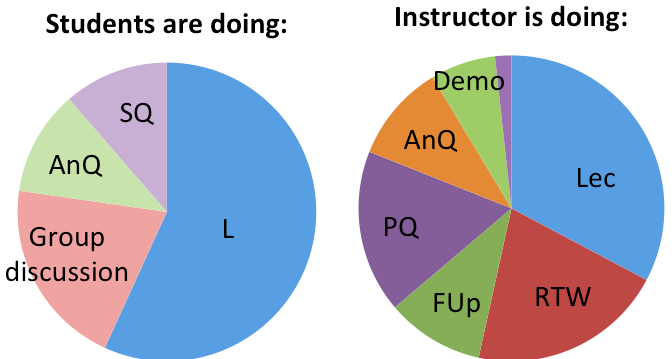 Students are doing:
SQ
AnQ
L
Group
discussion
Instructor is doing:
Demo
AnQ
Lec
PQ
FUp
RTW